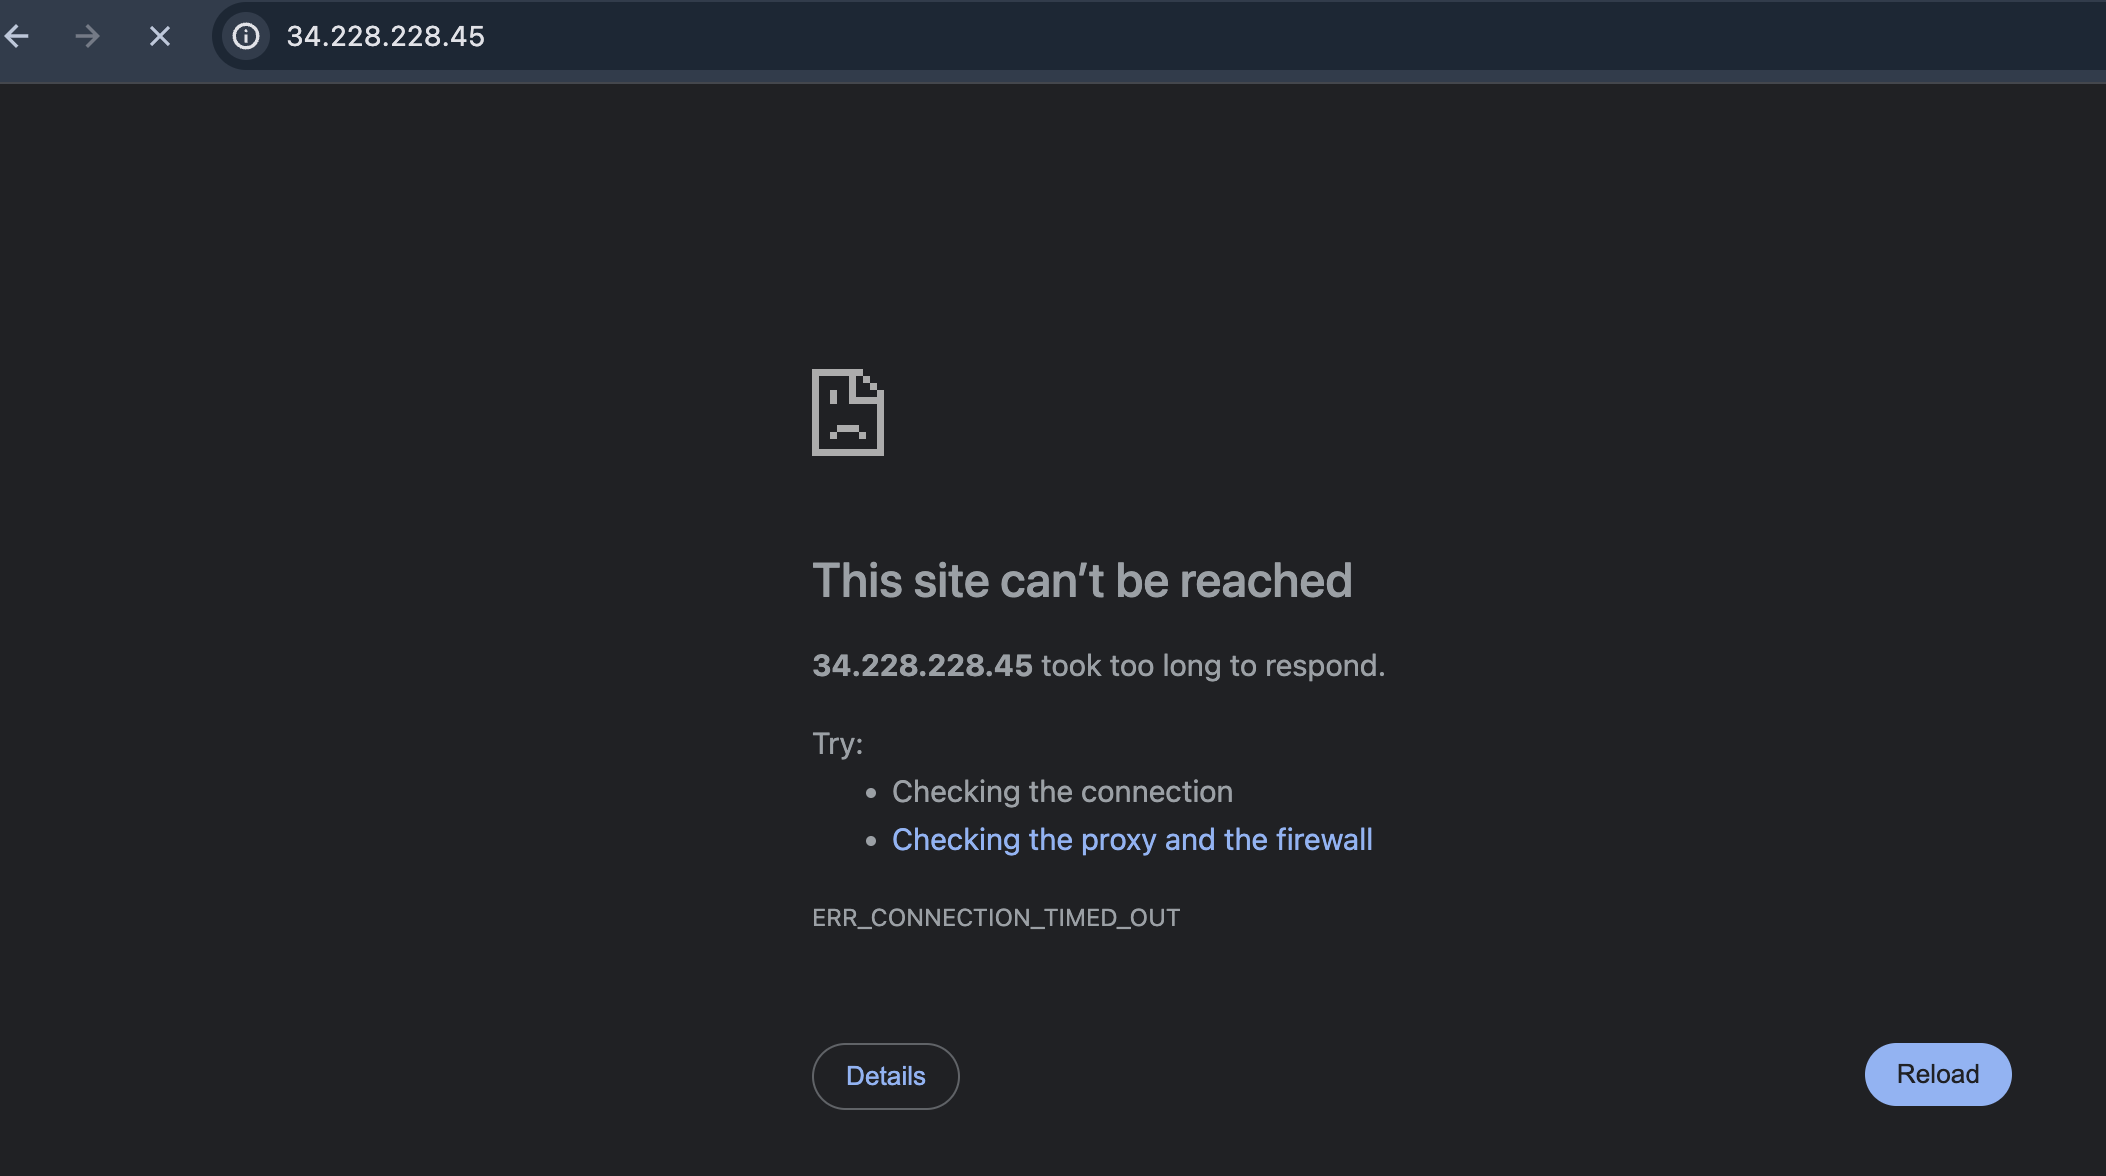 34.228.228.45
This site can’t be reached
34.228.228.45 took too long to respond.
Try:
Checking the connection
Checking the proxy and the firewall
ERR_CONNECTION_TIMED_OUT
Details
Reload